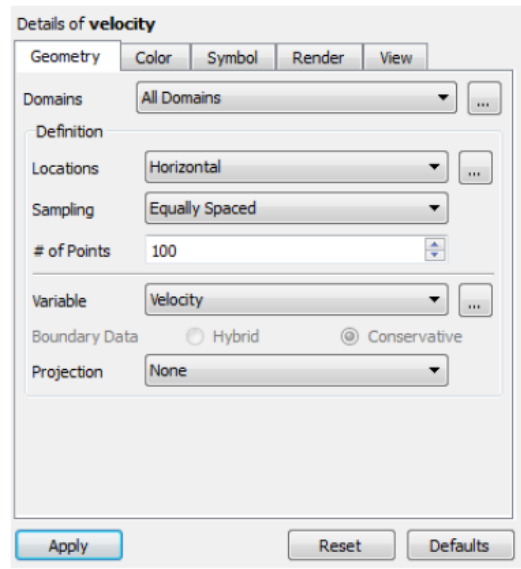 Details of velocity
Geometry Color Symbol Render View
Domains All Domains ...
Definition
Locations Horizontal ...
Sampling Equally Spaced
# of Points 100
Variable Velocity ...
Boundary Data Hybrid Conservative
Projection None
Apply Reset Defaults